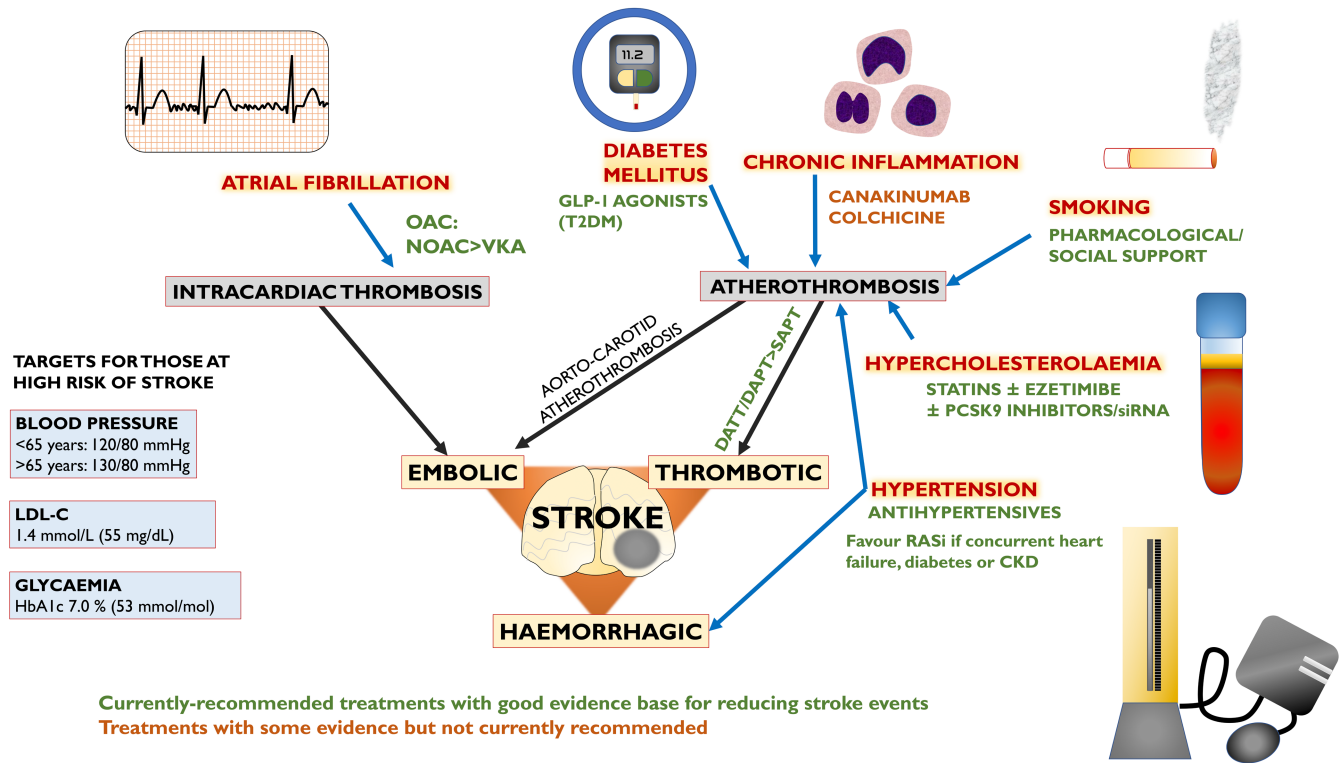 11.2
ATRIAL FIBRILLATION
OAC:
NOAC>VKA
INTRACARDIAC THROMBOSIS
DIABETES
MELLITUS
GLP-1 AGONISTS
(T2DM)
CHRONIC INFLAMMATION
CANAKINUMAB
COLCHICINE
SMOKING
PHARMACOLOGICAL/
SOCIAL SUPPORT
ATHEROTHROMBOSIS
AORTO-CAROTID
ATHEROTHROMBOSIS
DATT/DAPT>SAPT
HYPERCHOLESTEROLAEMIA
STATINS ± EZETIMIBE
± PCSK9 INHIBITORS/siRNA
TARGETS FOR THOSE AT
HIGH RISK OF STROKE
BLOOD PRESSURE
<65 years: 120/80 mmHg
>65 years: 130/80 mmHg
LDL-C
1.4 mmol/L (55 mg/dL)
GLYCAEMIA
HbA1c 7.0 % (53 mmol/mol)
EMBOLIC
THROMBOTIC
STROKE
HAEMORRHAGIC
HYPERTENSION
ANTIHYPERTENSIVES
Favour RASi if concurrent heart
failure, diabetes or CKD
Currently-recommended treatments with good evidence base for reducing stroke events
Treatments with some evidence but not currently recommended